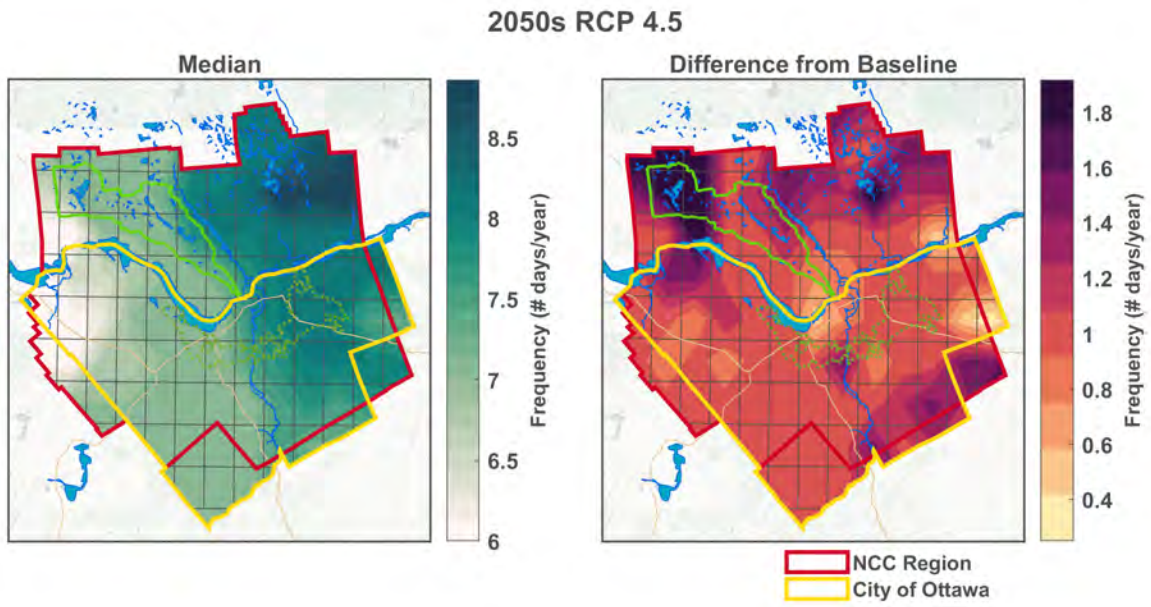 2050s RCP 4.5
Median
8.5
8
7.5
7
6.5
6
Frequency (# days/year)
Difference from Baseline
1.8
1.6
1.4
1.2
1
0.8
0.6
0.4
Frequency (# days/year)
NCC Region
City of Ottawa